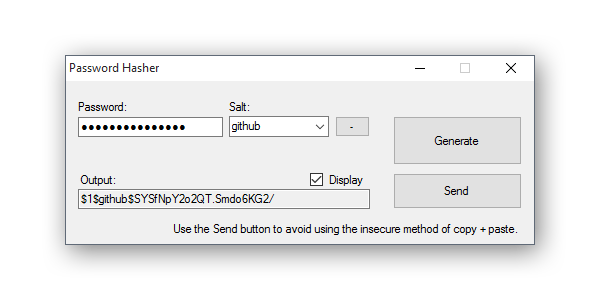 Password Hasher
Password:
Salt:
●●●●●●●●●●●●●●●
github
-
Generate
Output:
Display
Send
$1$github$SYSfNpY2o2QT.Smdo6KG2/
Use the Send button to avoid using the insecure method of copy + paste.